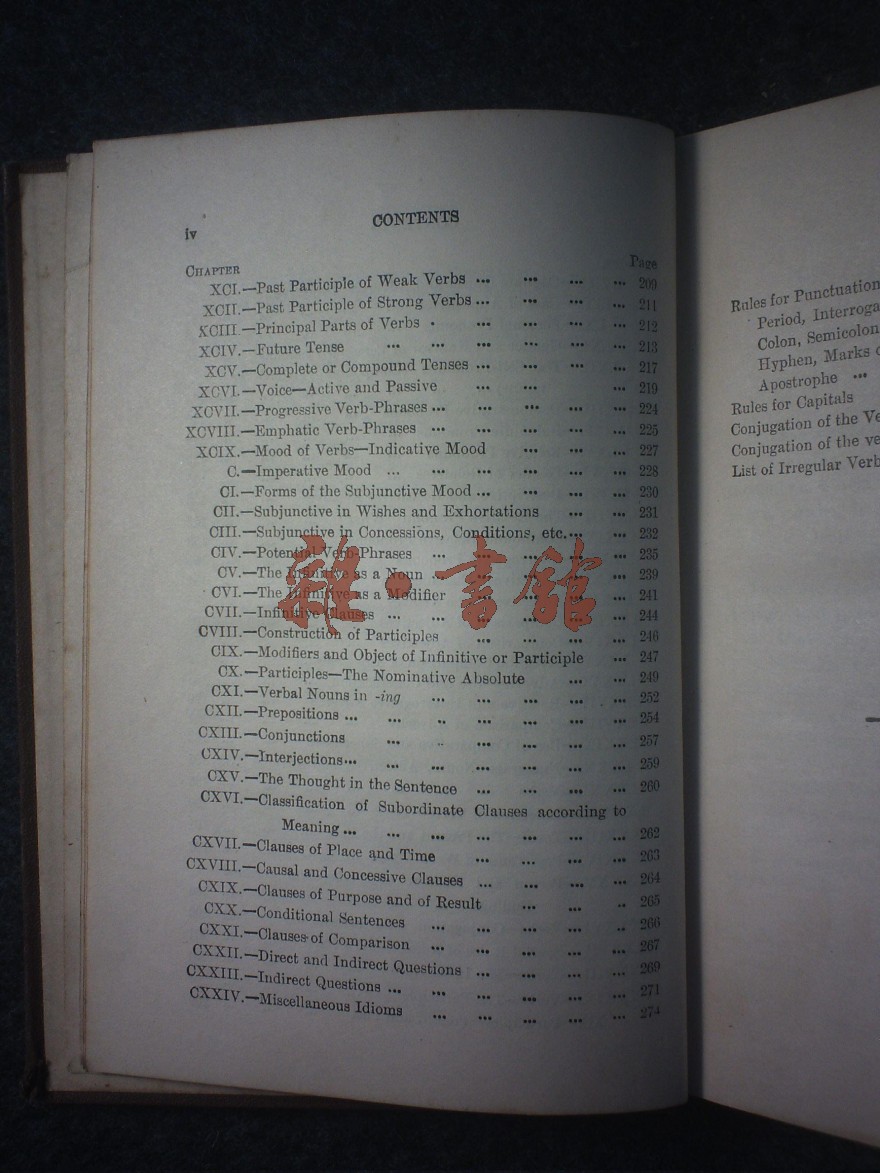 iv
CONTENTS
CHAPTER Page
XCI.—Past Participle of Weak Verbs ... ... ... ... 209
XCII.—Past Participle of Strong Verbs ... ... ... ... 211
XCIII —Principal Parts of Verbs . ... ... ... ... 212
XCIV.—Future Tense ... ... ... ... ... ... 213
XCV.—Complete or Compound Tenses ... ... ... ... 217
XCVI.—Voice—Active and Passive ... ... 219
XCVII.—Progressive Verb-Phrases ... ... ... ... ... 224
XCVIII.—Emphatic Verb-Phrases ... ... ... ... ... 225
XCIX.—Mood of Verbs—Indicative Mood ... ... ... 227
C.—Imperative Mood ... ... ... ... ... ... 228
CI.—Forms of the Subjunctive Mood ... ... ... ... 230
CII.—Subjunctive in Wishes and Exhortations ... ... 231
CIII.—Subjunctive in Concessions, Conditions, etc. ... ... 232
CIV.—Potential Verb-Phrases ... ... ... ... ... 235
CV.—The Infinitive as a Noun ... ... ... ... ... 239
CVI.—The Infinitive as a Modifier ... ... ... ... 241
CVII.—Infinitive Clauses ... ... ... ... ... ... 244
CVIII.—Construction of Participles ... ... ... ... 246
CIX.—Modifiers and Object of Infinitive or Participle ... 247
CX.—Participles—The Nominative Absolute ... ... 249
CXI.—Verbal Nouns in -ing ... ... ... ... ... 252
CXII.—Prepositions ... ... .. ... ... ... ... 254
CXIII.—Conjunctions ... .. ... ... ... ... 257
CXIV.—Interjections ... ... ... ... ... ... ... 259
CXV.—The Thought in the Sentence ... ... ... ... 260
CXVI.—Classification of Subordinate Clauses according to
Meaning ... ... ... ... ... ... ... 262
CXVII.—Clauses of Place and Time ... ... ... ... 263
CXVIII.—Causal and Concessive Clauses ... ... ... ... 264
CXIX.—Clauses of Purpose and of Result ... ... .. 265
CXX.—Conditional Sentences ... ... ... ... .. 266
CXXI.—Clauses of Comparison ... ... ... ... ... 267
CXXII.—Direct and Indirect Questions ... ... ... ... 269
CXXIII.—Indirect Questions ... ... ... ... ... ... 271
CXXIV.—Miscellaneous Idioms ... ... ... ... ... 274
雜·書館
Rules for Punctuation
Period, Interroga
Colon, Semicolon
Hyphen, Marks o
Apostrophe ...
Rules for Capitals
Conjugation of the Ve
Conjugation of the ve
List of Irregular Verb